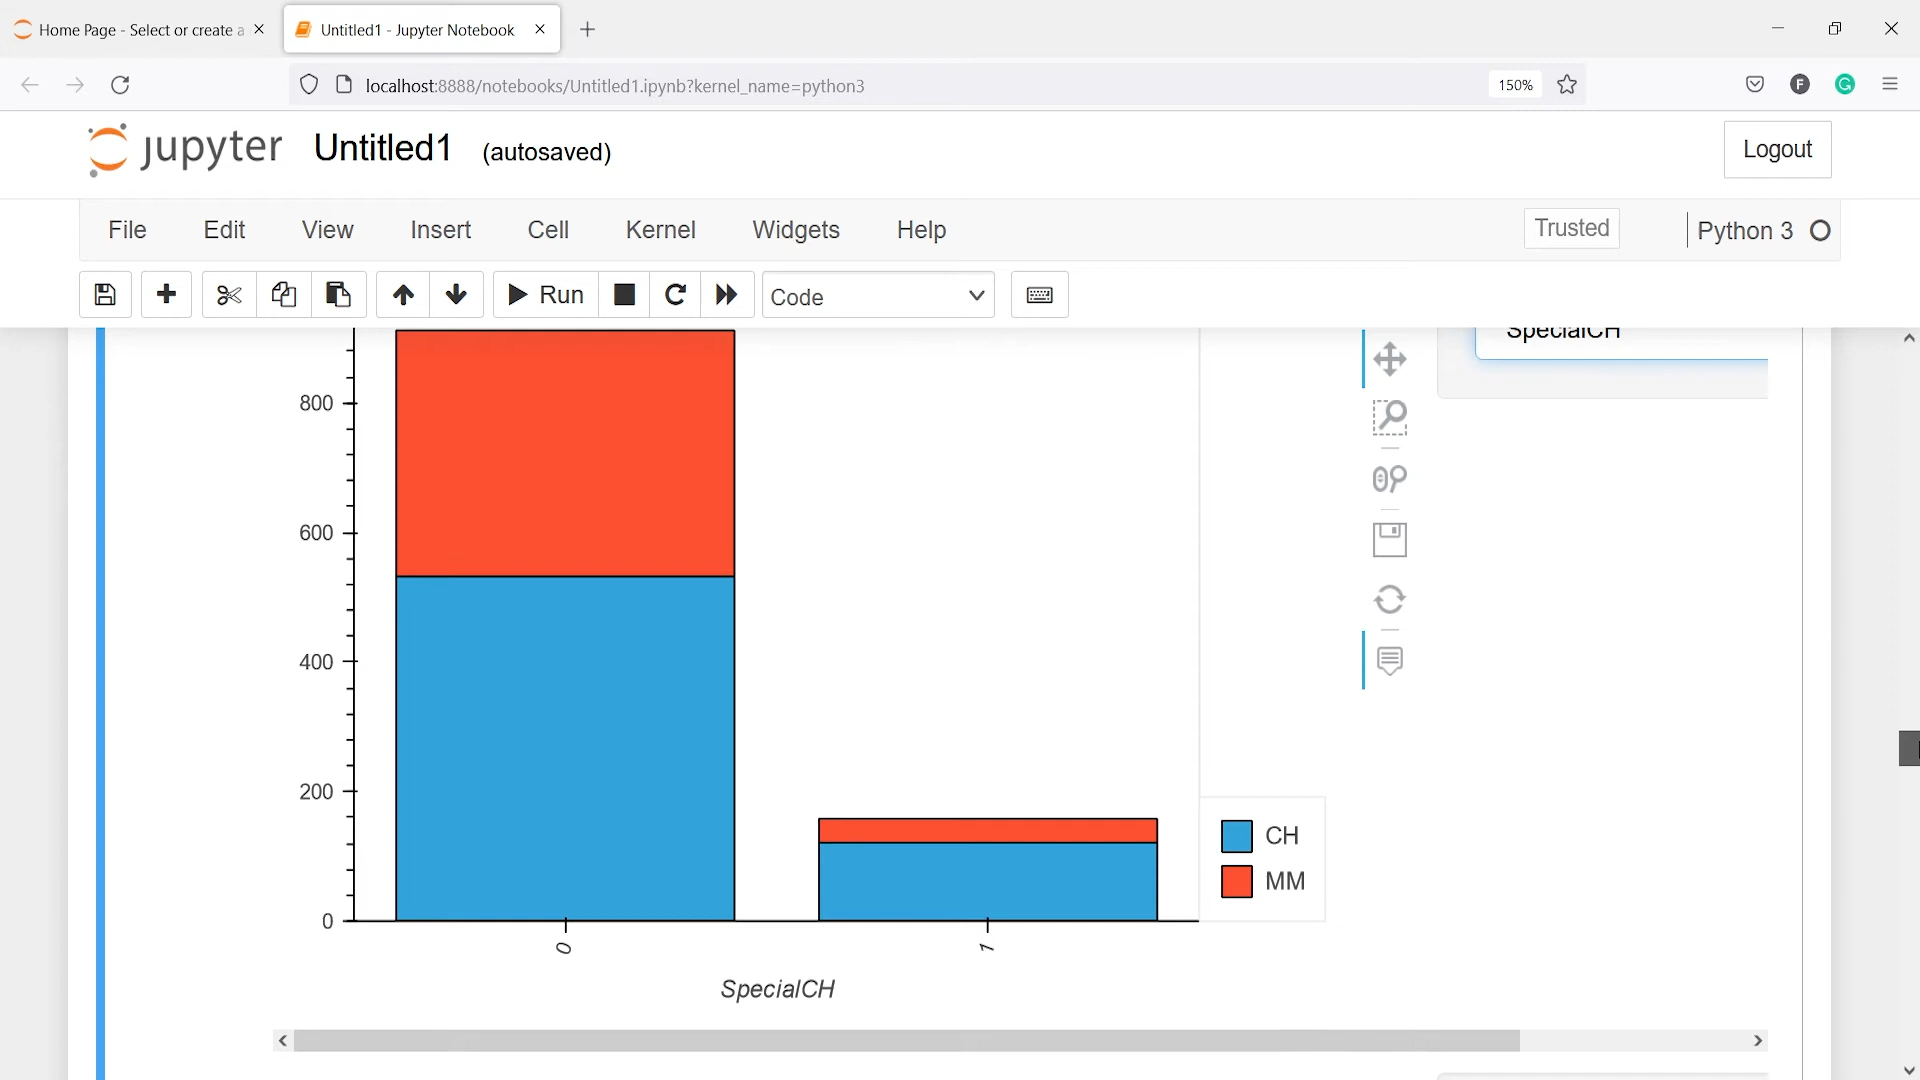 Home Page - Select or create a
Untitled1 - Jupyter Notebook
localhost:8888/notebooks/Untitled1.ipynb?kernel_name=python3
150%
F
G
jupyter Untitled1 (autosaved)
Logout
File Edit View Insert Cell Kernel Widgets Help
Trusted
Python 3
Run
Code
SpecialCH
800
600
400
200
0
CH
MM
0
1
SpecialCH